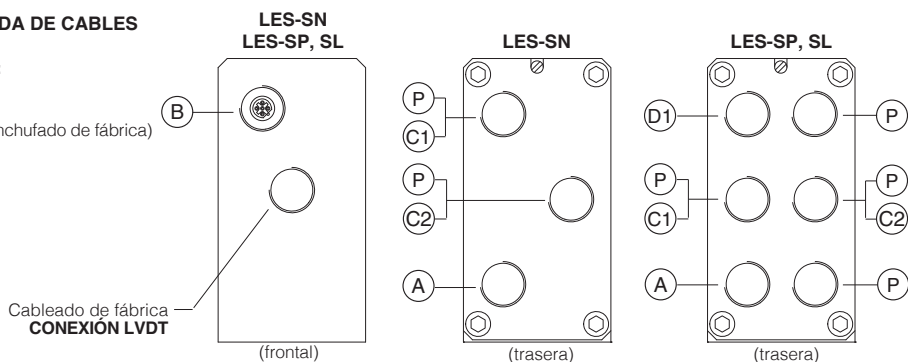 DA DE CABLES
:
nchufado de fábrica)
LES-SN
LES-SP, SL
B
Cableado de fábrica
CONEXIÓN LVDT
(frontal)
LES-SN
P
C1
P
C2
A
(trasera)
LES-SP, SL
D1
P
P
C1
P
C2
A
P
(trasera)